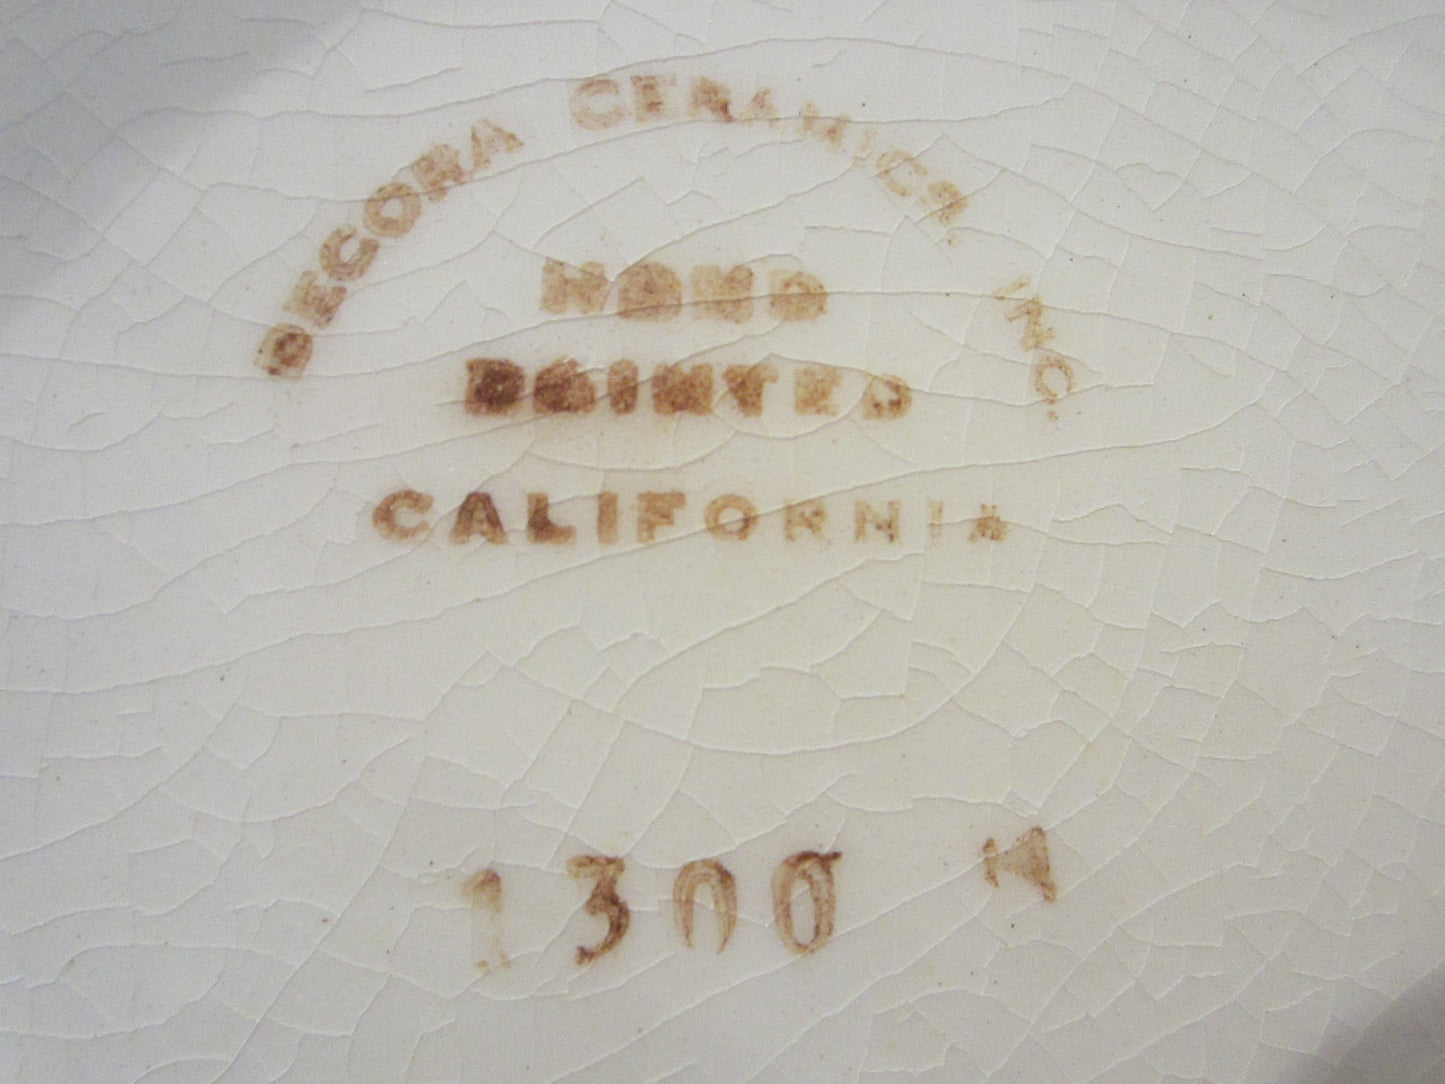 DECORA CERAMICS INC.
HAND
PAINTED
CALIFORNIA
1300